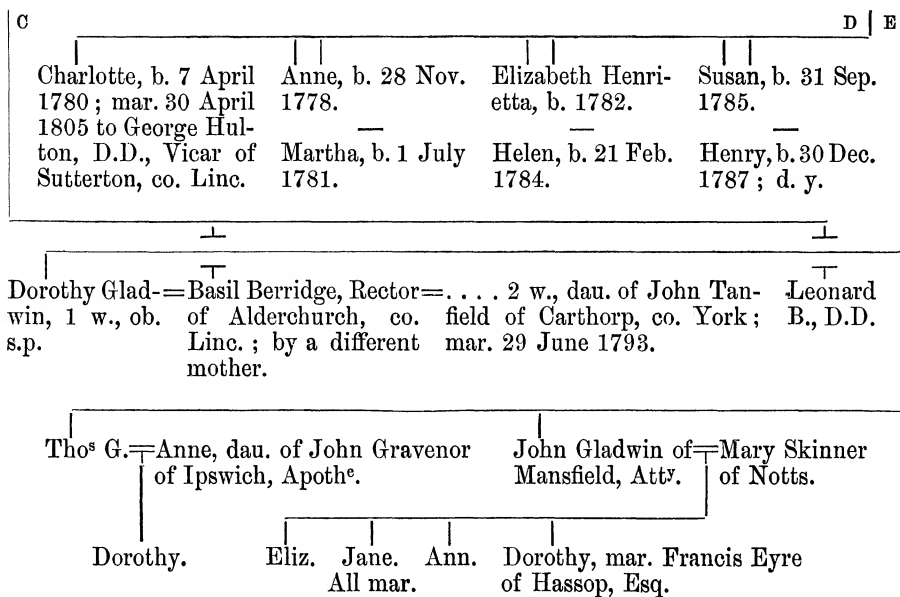 C D E
Charlotte, b. 7 April
1780 ; mar. 30 April
1805 to George Hul-
ton, D.D., Vicar of
Sutterton, co. Linc.
Anne, b. 28 Nov.
1778.
Martha, b. 1 July
1781.
Elizabeth Henri-
etta, b. 1782.
Helen, b. 21 Feb.
1784.
Susan, b. 31 Sep.
1785.
Henry, b. 30 Dec.
1787 ; d. y.
Dorothy Glad-=
win, 1 w., ob.
s.p.
Basil Berridge, Rector=
of Alderchurch, co.
Linc. ; by a different
mother.
. . . . 2 w., dau. of John Tan-
field of Carthorp, co. York ;
mar. 29 June 1793.
Leonard
B., D.D.
Thoˢ G.=Anne, dau. of John Gravenor
of Ipswich, Apothᵉ.
John Gladwin of=
Mansfield, Attʸ.
Mary Skinner
of Notts.
Dorothy.
Eliz. Jane. Ann.
All mar.
Dorothy, mar. Francis Eyre
of Hassop, Esq.